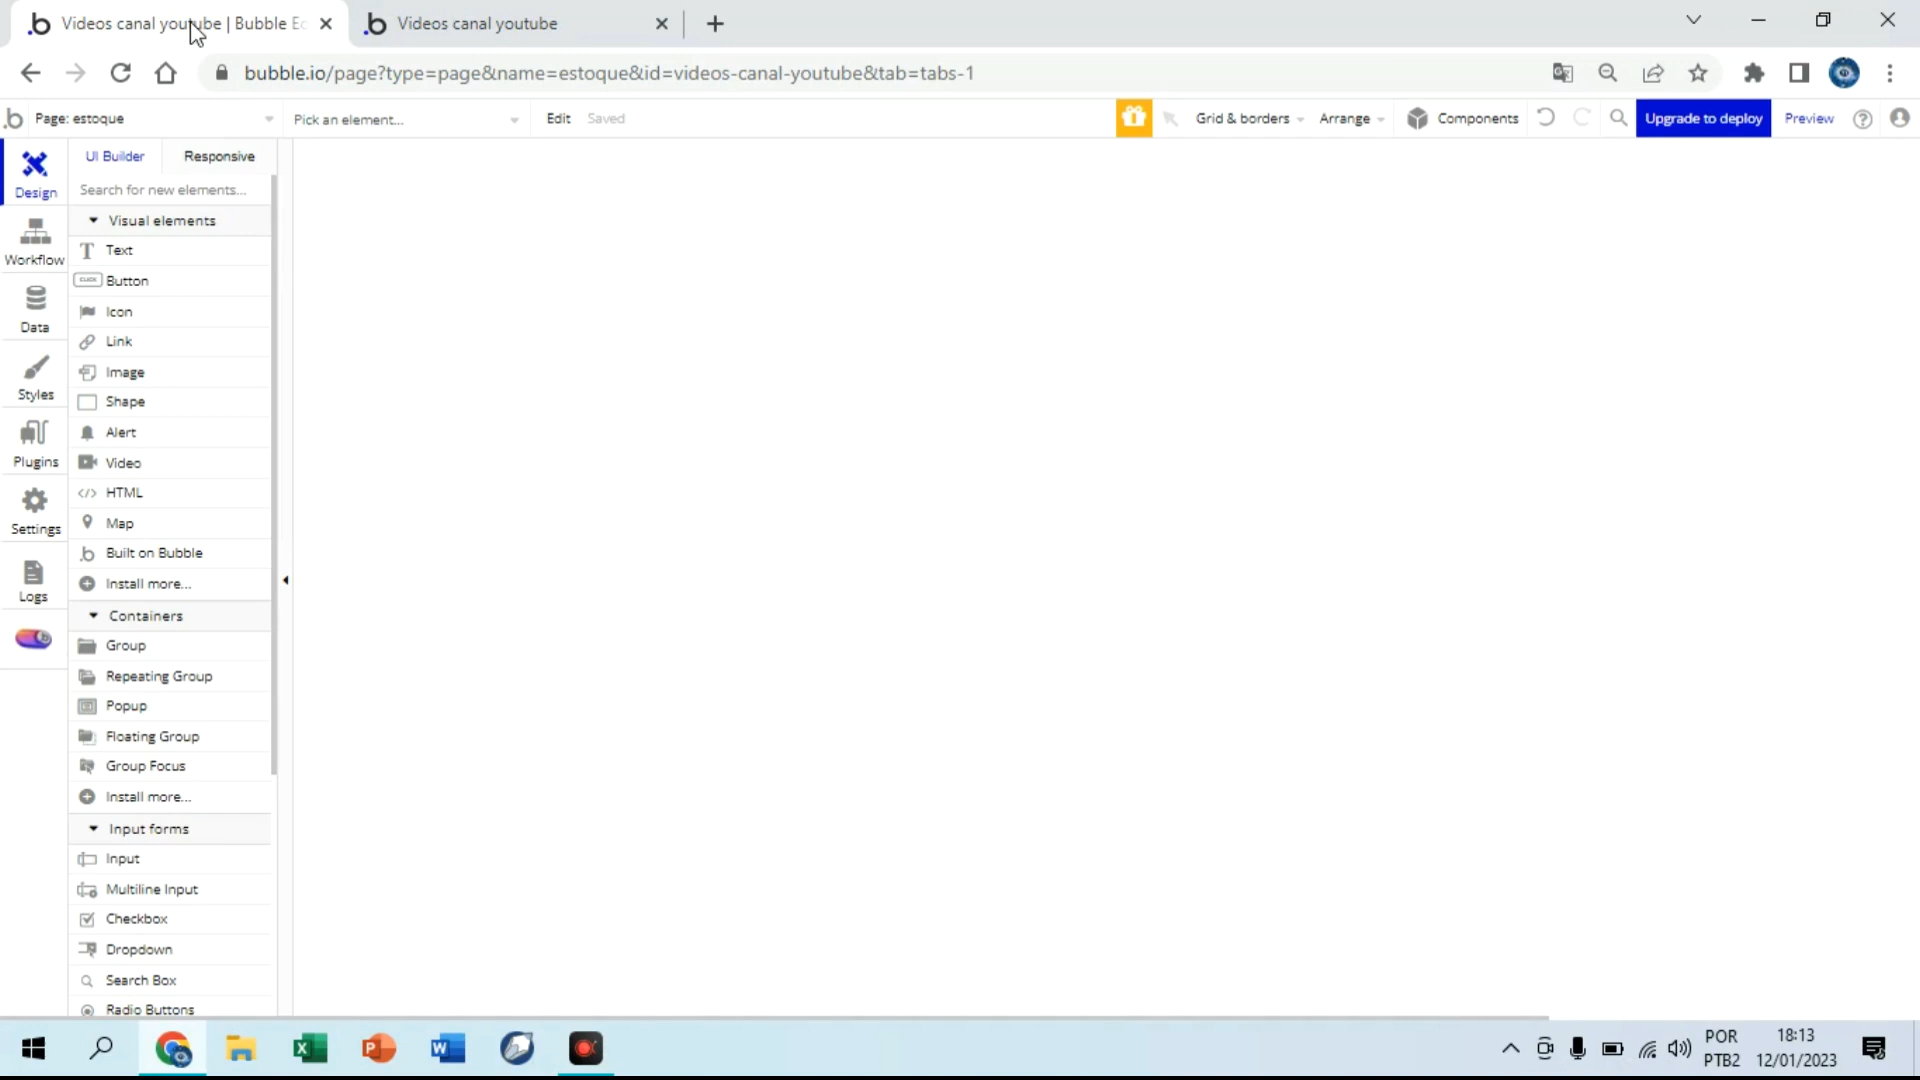 Videos canal youtube | Bubble Ec
Videos canal youtube
bubble.io/page?type=page&name=estoque&id=videos-canal-youtube&tab=tabs-1
Page: estoque
Pick an element...
Edit
Saved
Grid & borders
Arrange
Components
Upgrade to deploy
Preview
Design
Workflow
Data
Styles
Plugins
Settings
Logs
UI Builder
Responsive
Search for new elements...
Visual elements
Text
CLICK
Button
Icon
Link
Image
Shape
Alert
Video
HTML
Map
Built on Bubble
Install more...
Containers
Group
Repeating Group
Popup
Floating Group
Group Focus
Install more...
Input forms
Input
Multiline Input
Checkbox
Dropdown
Search Box
Radio Buttons
POR
PTB2
18:13
12/01/2023